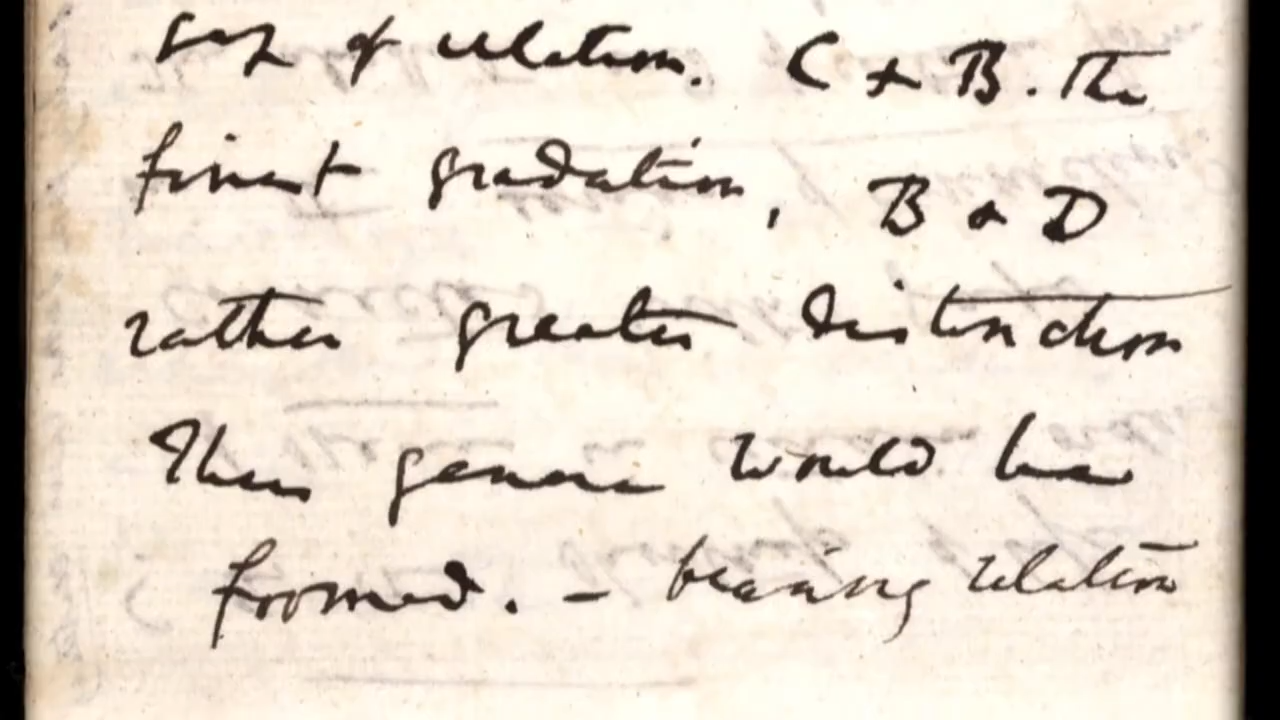 gap of relation. C & B. The
finest gradation, B & D
rather greater distinction
Thus genera would be
formed. — bearing relation